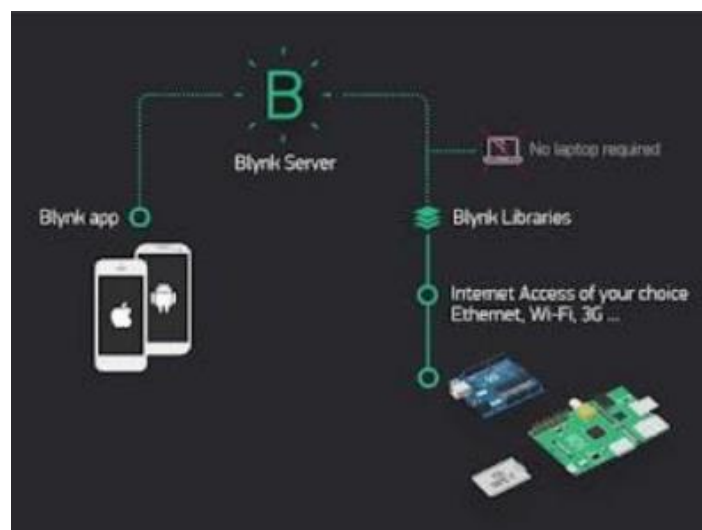 B
Blynk Server
No laptop required
Blynk app
Blynk Libraries
Internet Access of your choice
Ethernet, Wi-Fi, 3G ...